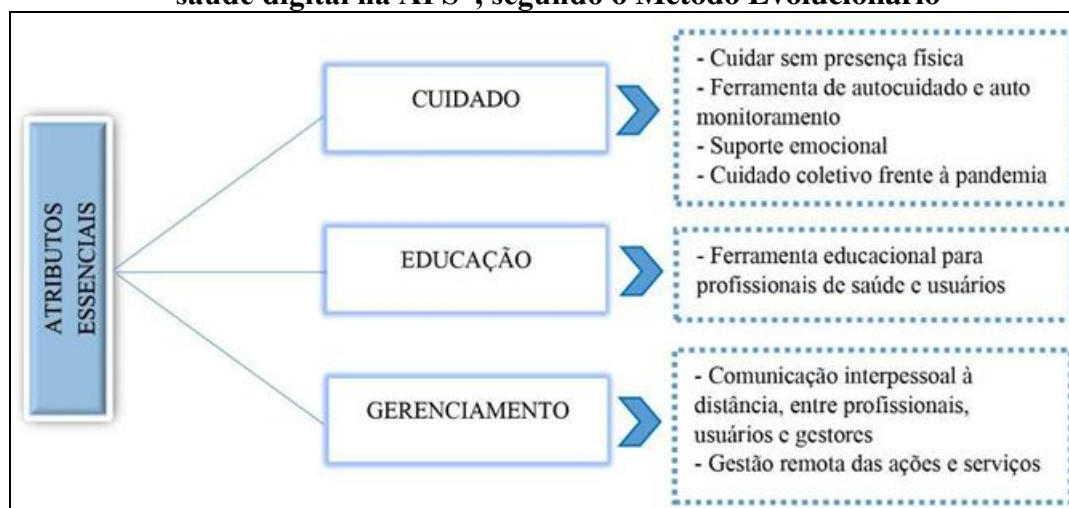 saúde digital na APS", segundo o Método Evolucionário
ATRIBUTOS
ESSENCIAIS
CUIDADO
- Cuidar sem presença física
- Ferramenta de autocuidado e auto
monitoramento
- Suporte emocional
- Cuidado coletivo frente à pandemia
EDUCAÇÃO
- Ferramenta educacional para
profissionais de saúde e usuários
GERENCIAMENTO
- Comunicação interpessoal à
distância, entre profissionais,
usuários e gestores
- Gestão remota das ações e serviços